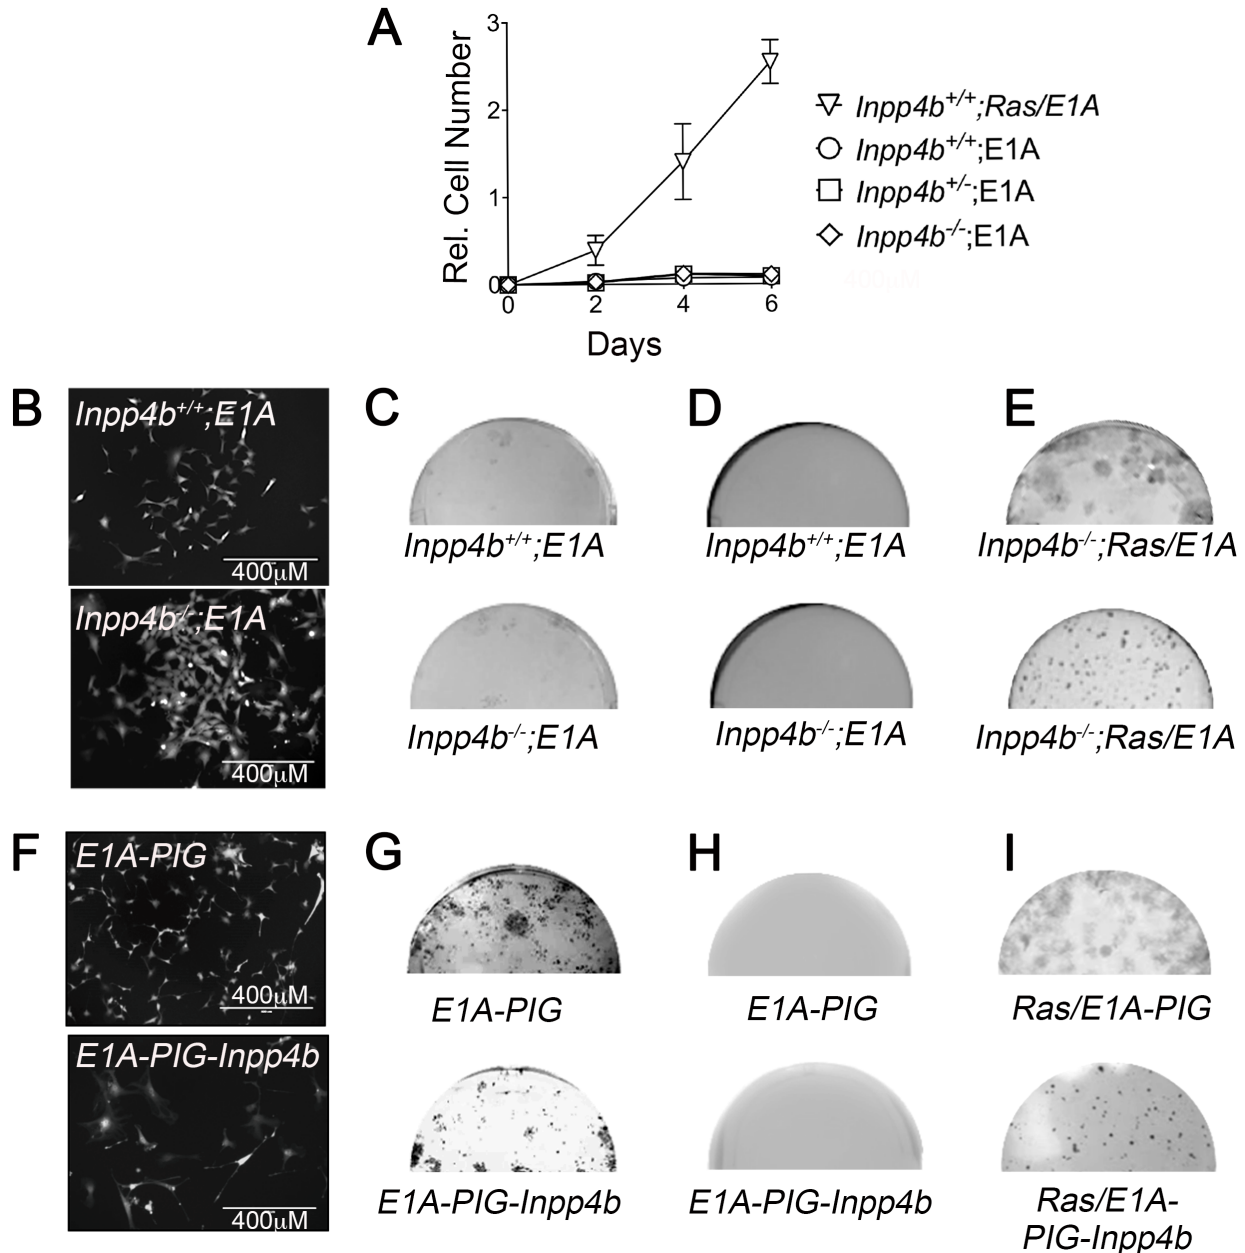 A
3
2
1
0
Rel. Cell Number
0 2 4 6
Days
Inpp4b+/+;Ras/E1A
Inpp4b+/+;E1A
Inpp4b+/-;E1A
Inpp4b-/-;E1A
400µM
B
Inpp4b+/+;E1A
400µM
Inpp4b-/-;E1A
400µM
C
Inpp4b+/+;E1A
Inpp4b-/-;E1A
D
Inpp4b+/+;E1A
Inpp4b-/-;E1A
E
Inpp4b-/-;Ras/E1A
Inpp4b-/-;Ras/E1A
F
E1A-PIG
400µM
E1A-PIG-Inpp4b
400µM
G
E1A-PIG
E1A-PIG-Inpp4b
H
E1A-PIG
E1A-PIG-Inpp4b
I
Ras/E1A-PIG
Ras/E1A-
PIG-Inpp4b